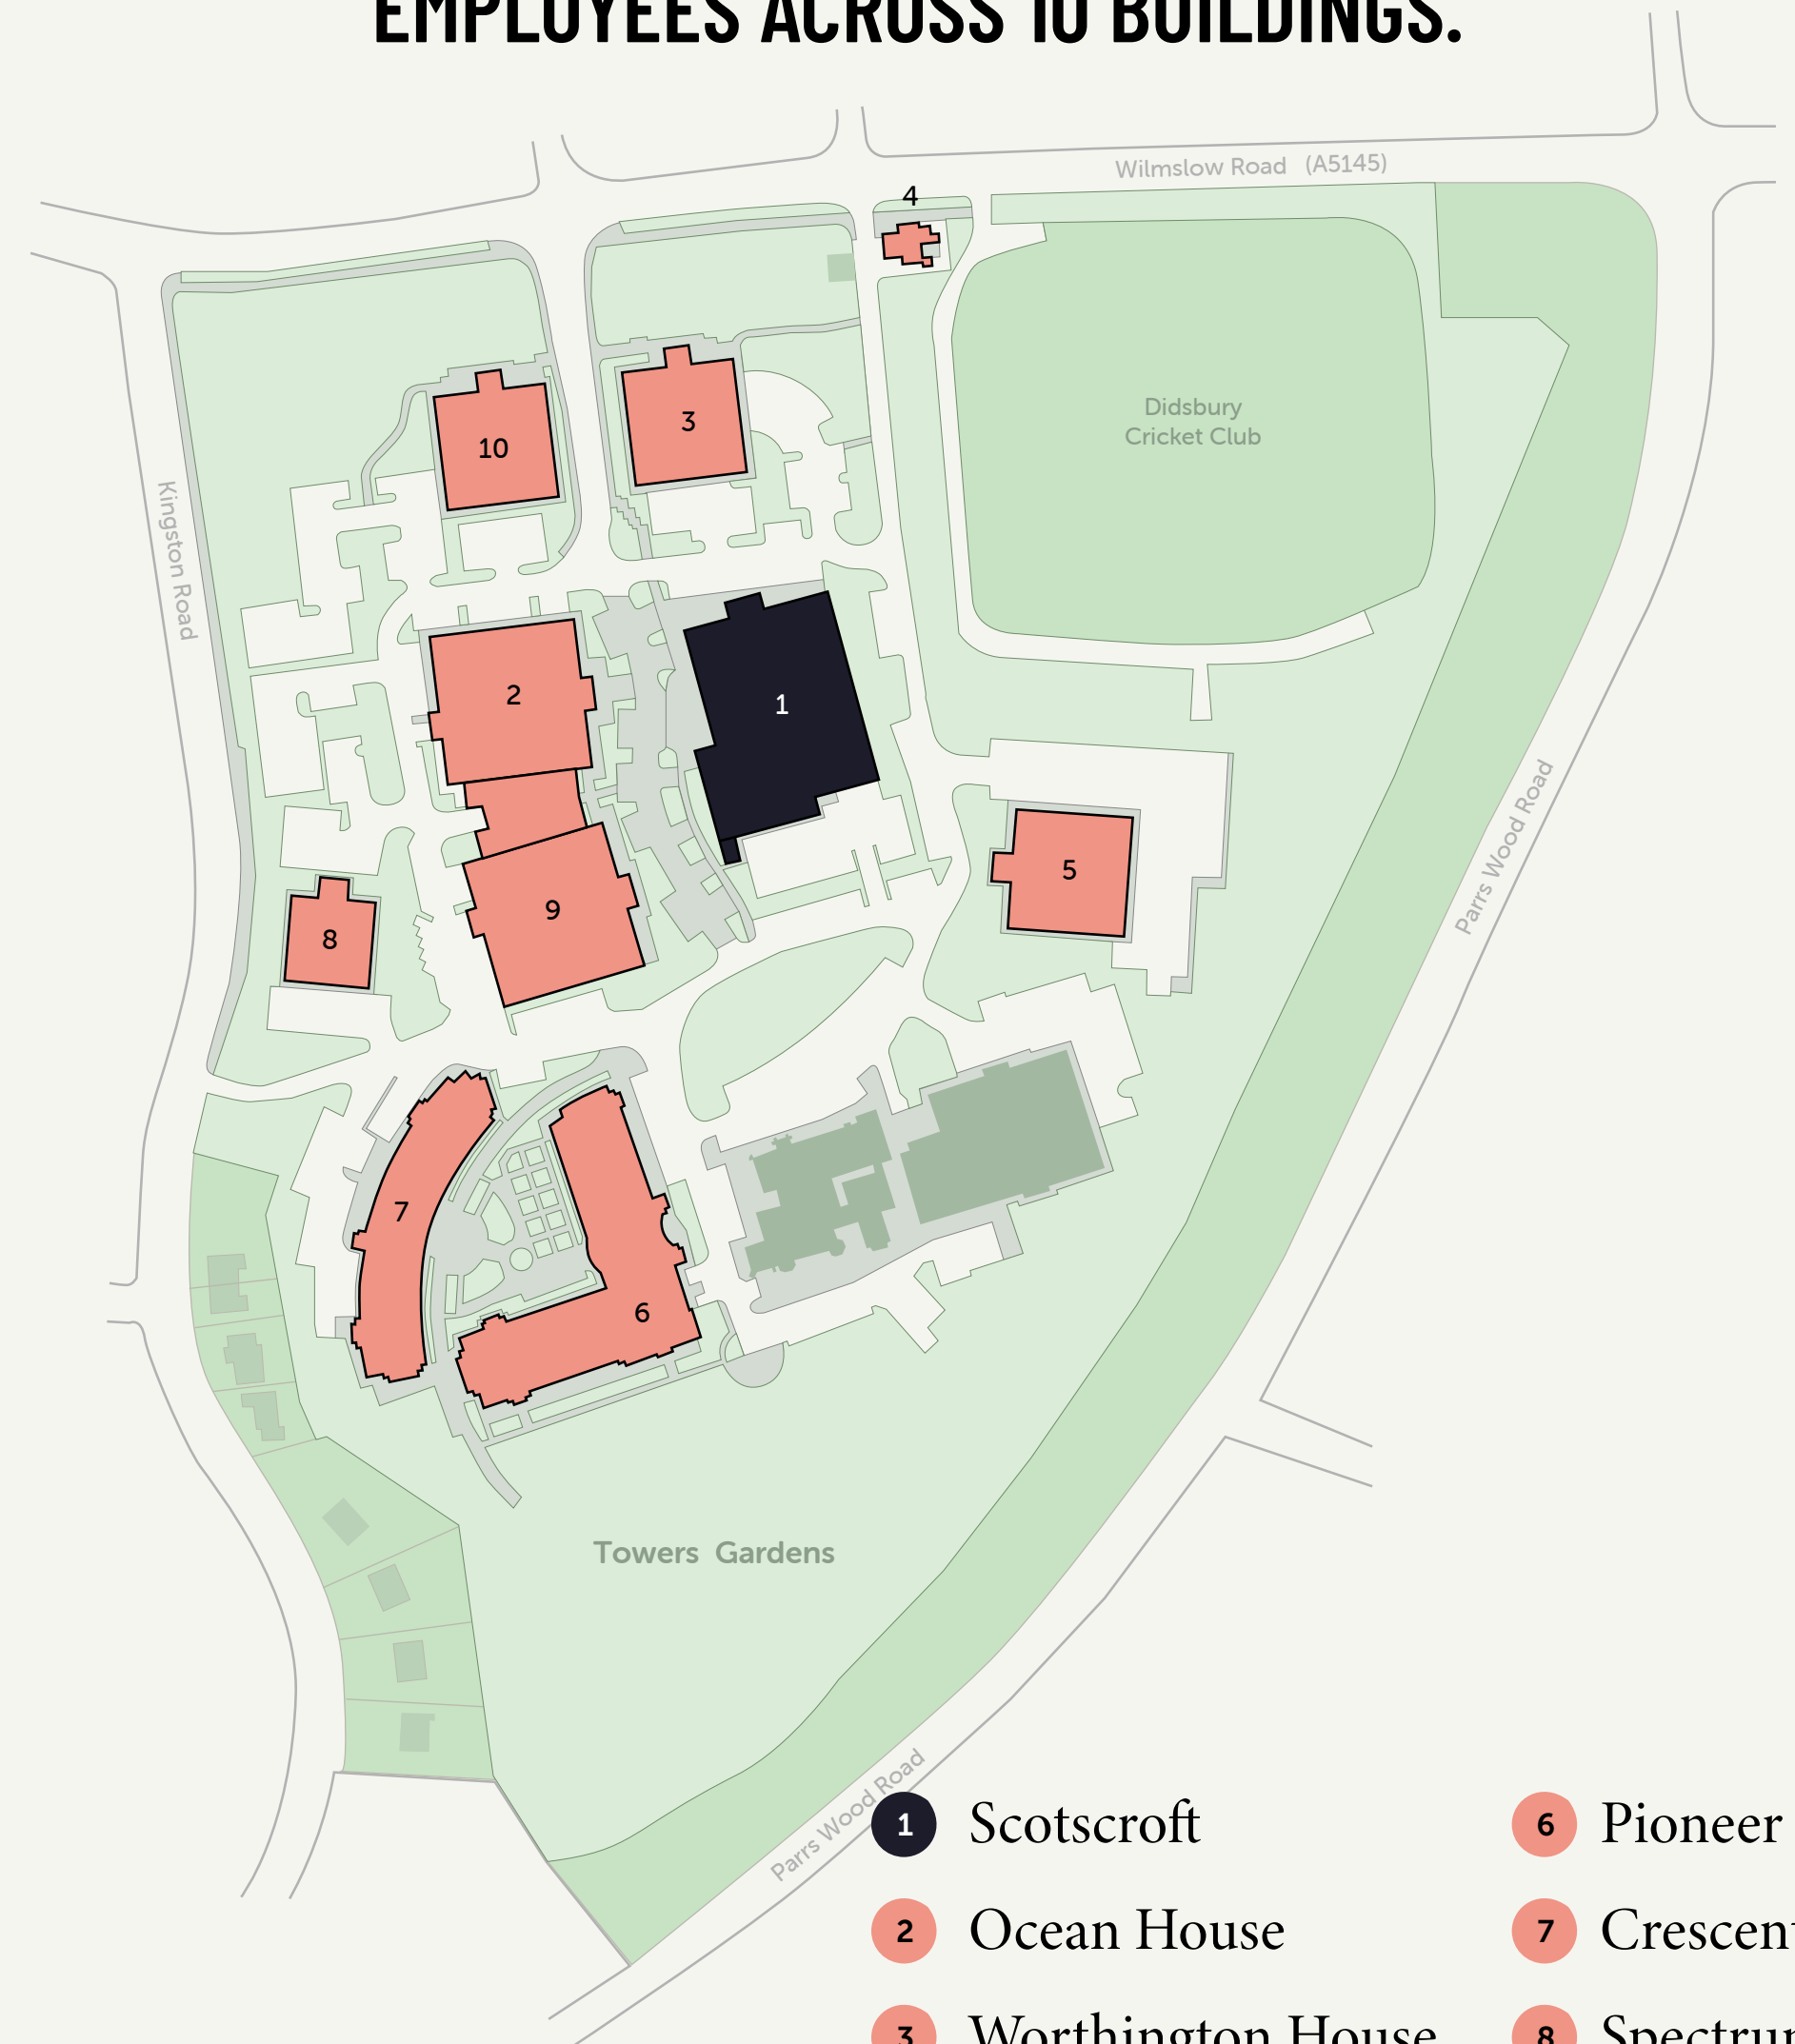 EMPLOYEES ACROSS 10 BUILDINGS.
Wilmslow Road (A5145)
4
Didsbury
Cricket Club
3
10
Kingston Road
2
1
Parrs Wood Road
5
9
8
7
6
Towers Gardens
Parrs Wood Road
1 Scotscroft
6 Pioneer
2 Ocean House
7 Crescent
3 Worthington House
8 Spectrum